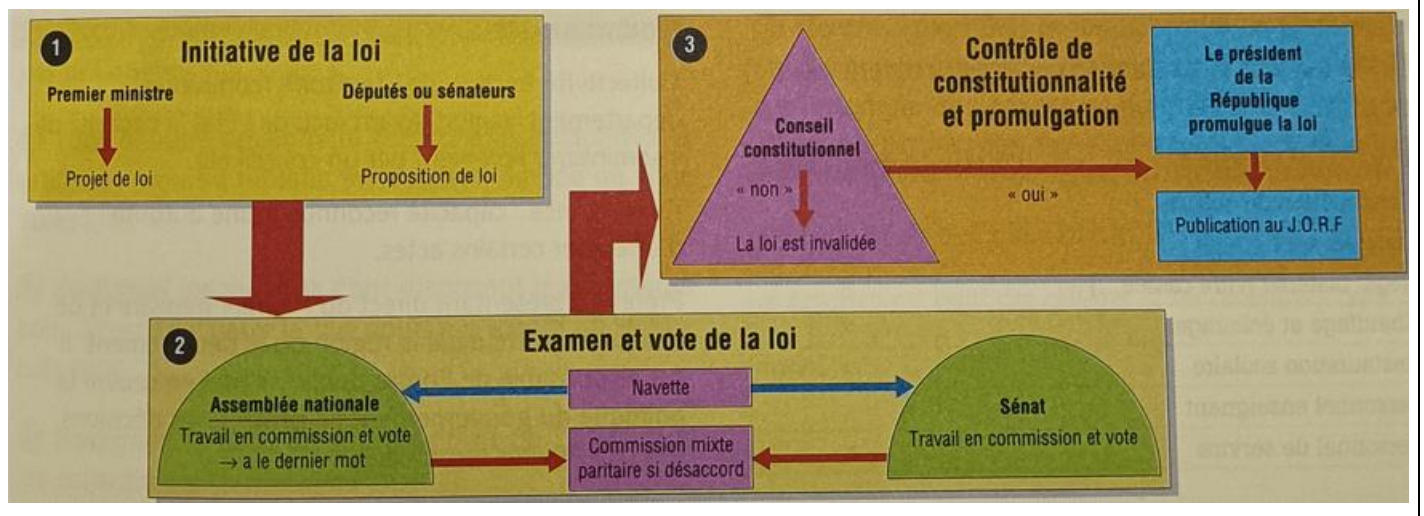 1
Initiative de la loi
Premier ministre
Projet de loi
Députés ou sénateurs
Proposition de loi
2
Examen et vote de la loi
Assemblée nationale
Travail en commission et vote
→ a le dernier mot
Navette
Commission mixte
paritaire si désaccord
Sénat
Travail en commission et vote
3
Contrôle de
constitutionnalité
et promulgation
Conseil
constitutionnel
« non »
La loi est invalidée
« oui »
Le président
de la
République
promulgue la loi
Publication au J.O.R.F